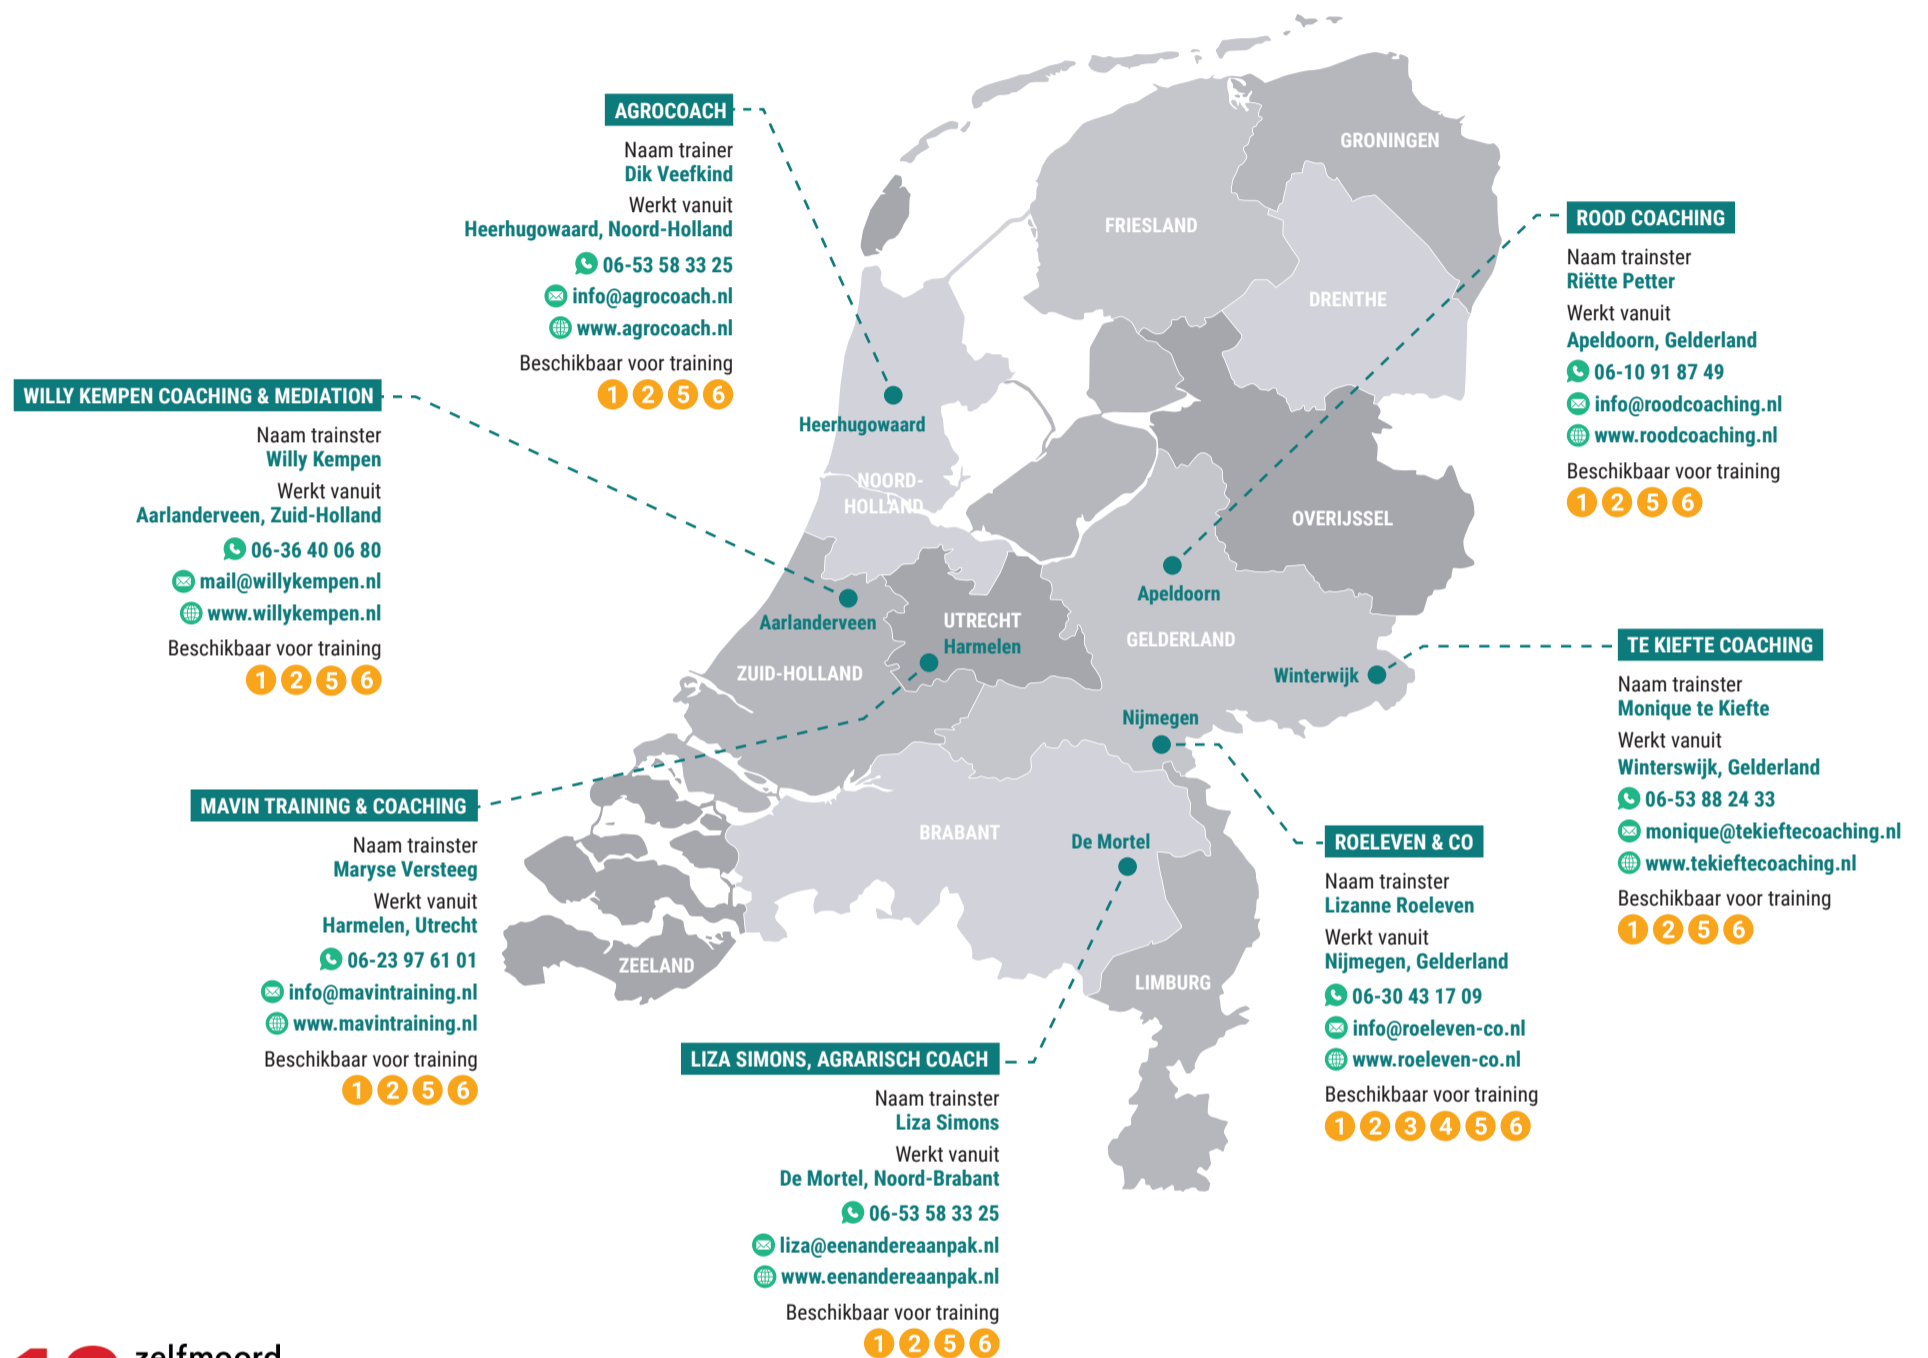 AGROCOACH
Naam trainer
Dik Veefkind
Werkt vanuit
Heerhugowaard, Noord-Holland
06-53 58 33 25
info@agrocoach.nl
www.agrocoach.nl
Beschikbaar voor training
1 2 5 6
WILLY KEMPEN COACHING & MEDIATION
Naam trainster
Willy Kempen
Werkt vanuit
Aarlanderveen, Zuid-Holland
06-36 40 06 80
mail@willykempen.nl
www.willykempen.nl
Beschikbaar voor training
1 2 5 6
MAVIN TRAINING & COACHING
Naam trainster
Maryse Versteeg
Werkt vanuit
Harmelen, Utrecht
06-23 97 61 01
info@mavintraining.nl
www.mavintraining.nl
Beschikbaar voor training
1 2 5 6
LIZA SIMONS, AGRARISCH COACH
Naam trainster
Liza Simons
Werkt vanuit
De Mortel, Noord-Brabant
06-53 58 33 25
liza@eenandereaanpak.nl
www.eenandereaanpak.nl
Beschikbaar voor training
1 2 5 6
GRONINGEN
FRIESLAND
DRENTHE
Heerhugowaard
NOORD-
HOLLAND
OVERIJSSEL
Apeldoorn
Aarlanderveen
UTRECHT
Harmelen
GELDERLAND
ZUID-HOLLAND
Winterwijk
Nijmegen
BRABANT
De Mortel
ZEELAND
LIMBURG
ROOD COACHING
Naam trainster
Riëtte Petter
Werkt vanuit
Apeldoorn, Gelderland
06-10 91 87 49
info@roodcoaching.nl
www.roodcoaching.nl
Beschikbaar voor training
1 2 5 6
TE KIEFTE COACHING
Naam trainster
Monique te Kiefte
Werkt vanuit
Winterswijk, Gelderland
06-53 88 24 33
monique@tekieftecoaching.nl
www.tekieftecoaching.nl
Beschikbaar voor training
1 2 5 6
ROELEVEN & CO
Naam trainster
Lizanne Roeleven
Werkt vanuit
Nijmegen, Gelderland
06-30 43 17 09
info@roeleven-co.nl
www.roeleven-co.nl
Beschikbaar voor training
1 2 3 4 5 6
zelfmoord